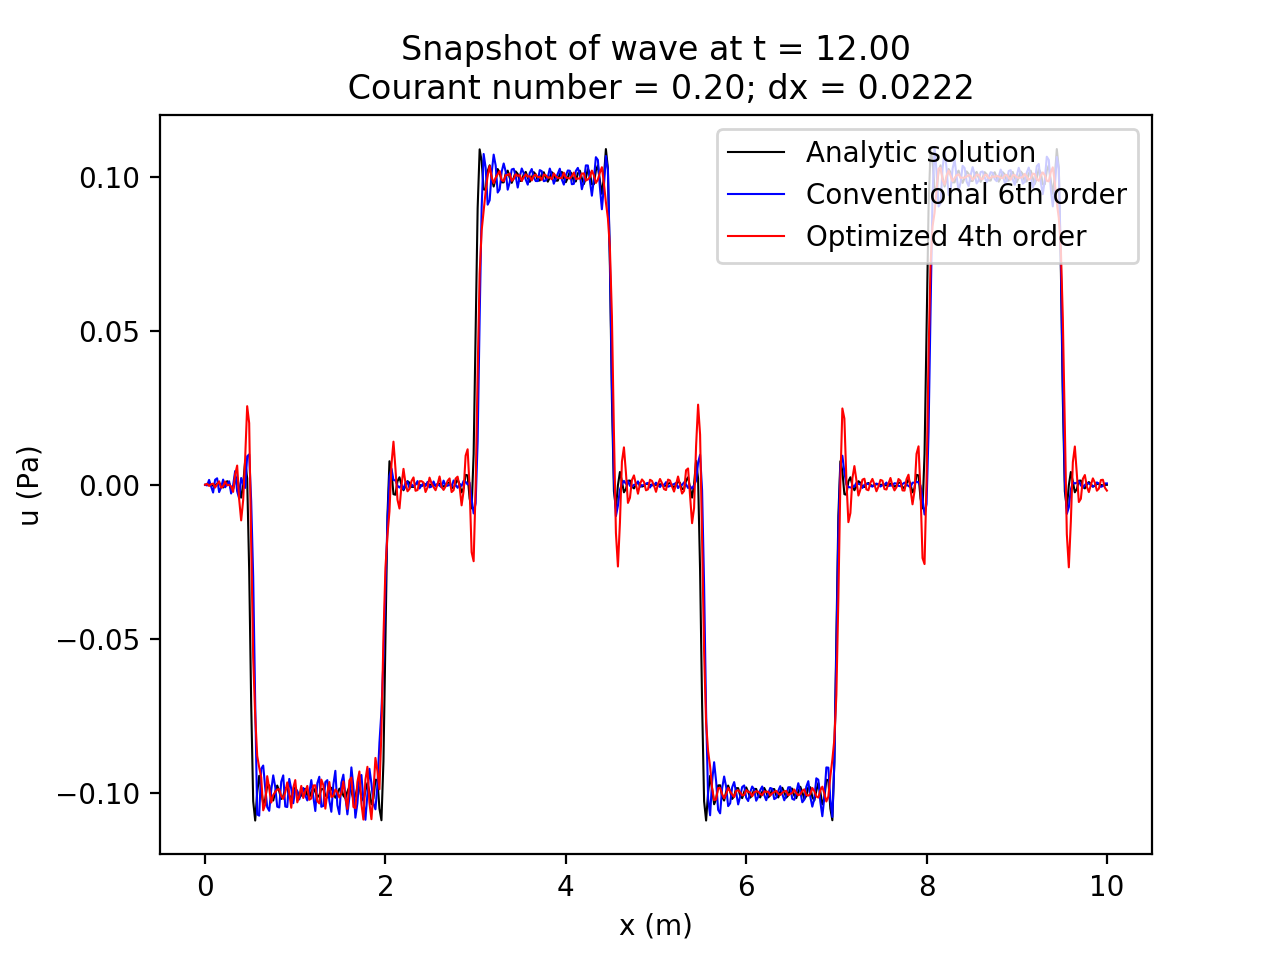 Snapshot of wave at t = 12.00
Courant number = 0.20; dx = 0.0222
Analytic solution
Conventional 6th order
Optimized 4th order
0.10
0.05
0.00
−0.05
−0.10
u (Pa)
0 2 4 6 8 10
x (m)